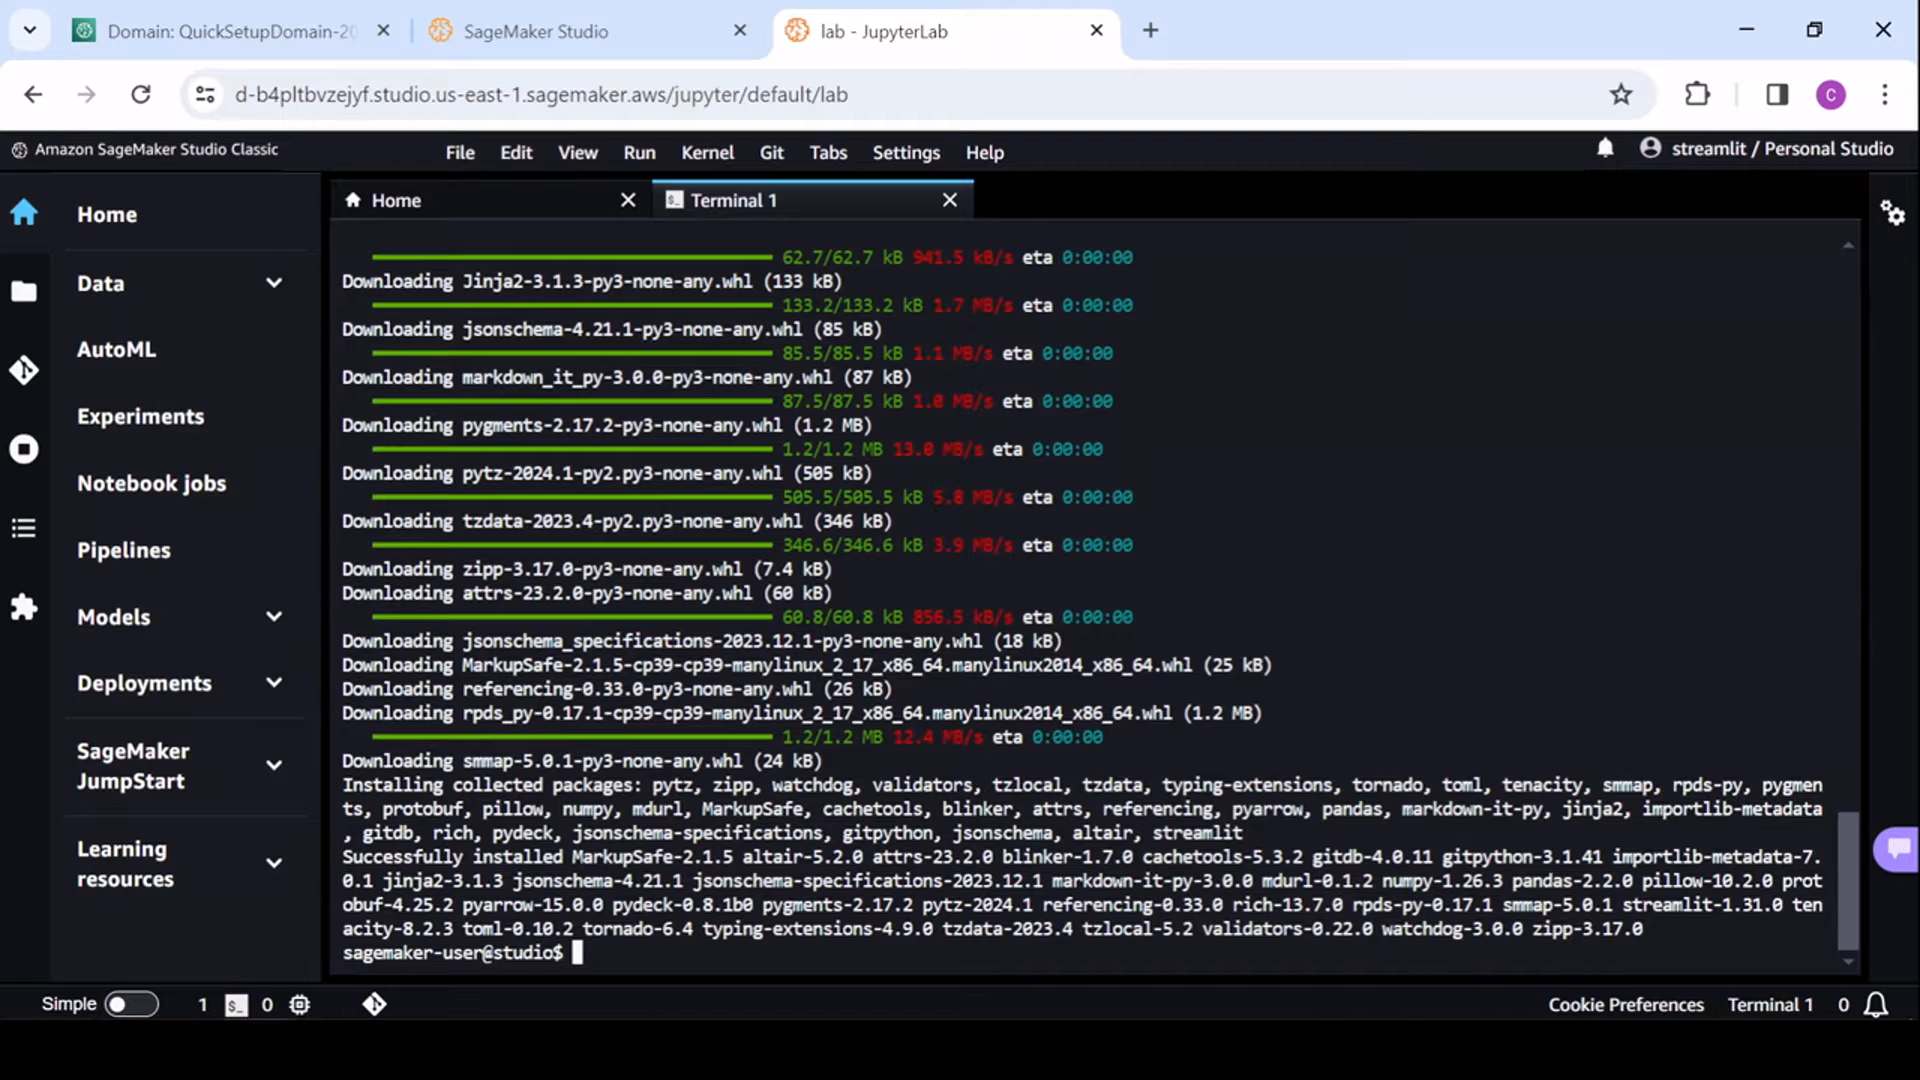 Domain: QuickSetupDomain-20
SageMaker Studio
lab - JupyterLab
d-b4pltbvzejyf.studio.us-east-1.sagemaker.aws/jupyter/default/lab
C
Amazon SageMaker Studio Classic
File Edit View Run Kernel Git Tabs Settings Help
streamlit / Personal Studio
Home
Data
AutoML
Experiments
Notebook jobs
Pipelines
Models
Deployments
SageMaker
JumpStart
Learning
resources
Home
Terminal 1
62.7/62.7 kB 941.5 kB/s eta 0:00:00
Downloading Jinja2-3.1.3-py3-none-any.whl (133 kB)
133.2/133.2 kB 1.7 MB/s eta 0:00:00
Downloading jsonschema-4.21.1-py3-none-any.whl (85 kB)
85.5/85.5 kB 1.1 MB/s eta 0:00:00
Downloading markdown_it_py-3.0.0-py3-none-any.whl (87 kB)
87.5/87.5 kB 1.0 MB/s eta 0:00:00
Downloading pygments-2.17.2-py3-none-any.whl (1.2 MB)
1.2/1.2 MB 13.0 MB/s eta 0:00:00
Downloading pytz-2024.1-py2.py3-none-any.whl (505 kB)
505.5/505.5 kB 5.8 MB/s eta 0:00:00
Downloading tzdata-2023.4-py2.py3-none-any.whl (346 kB)
346.6/346.6 kB 3.9 MB/s eta 0:00:00
Downloading zipp-3.17.0-py3-none-any.whl (7.4 kB)
Downloading attrs-23.2.0-py3-none-any.whl (60 kB)
60.8/60.8 kB 856.5 kB/s eta 0:00:00
Downloading jsonschema_specifications-2023.12.1-py3-none-any.whl (18 kB)
Downloading MarkupSafe-2.1.5-cp39-cp39-manylinux_2_17_x86_64.manylinux2014_x86_64.whl (25 kB)
Downloading referencing-0.33.0-py3-none-any.whl (26 kB)
Downloading rpds_py-0.17.1-cp39-cp39-manylinux_2_17_x86_64.manylinux2014_x86_64.whl (1.2 MB)
1.2/1.2 MB 12.4 MB/s eta 0:00:00
Downloading smmap-5.0.1-py3-none-any.whl (24 kB)
Installing collected packages: pytz, zipp, watchdog, validators, tzlocal, tzdata, typing-extensions, tornado, toml, tenacity, smmap, rpds-py, pygmen
ts, protobuf, pillow, numpy, mdurl, MarkupSafe, cachetools, blinker, attrs, referencing, pyarrow, pandas, markdown-it-py, jinja2, importlib-metadata
, gitdb, rich, pydeck, jsonschema-specifications, gitpython, jsonschema, altair, streamlit
Successfully installed MarkupSafe-2.1.5 altair-5.2.0 attrs-23.2.0 blinker-1.7.0 cachetools-5.3.2 gitdb-4.0.11 gitpython-3.1.41 importlib-metadata-7.
0.1 jinja2-3.1.3 jsonschema-4.21.1 jsonschema-specifications-2023.12.1 markdown-it-py-3.0.0 mdurl-0.1.2 numpy-1.26.3 pandas-2.2.0 pillow-10.2.0 prot
obuf-4.25.2 pyarrow-15.0.0 pydeck-0.8.1b0 pygments-2.17.2 pytz-2024.1 referencing-0.33.0 rich-13.7.0 rpds-py-0.17.1 smmap-5.0.1 streamlit-1.31.0 ten
acity-8.2.3 toml-0.10.2 tornado-6.4 typing-extensions-4.9.0 tzdata-2023.4 tzlocal-5.2 validators-0.22.0 watchdog-3.0.0 zipp-3.17.0
sagemaker-user@studio$
Simple 1 $_ 0
Cookie Preferences Terminal 1 0